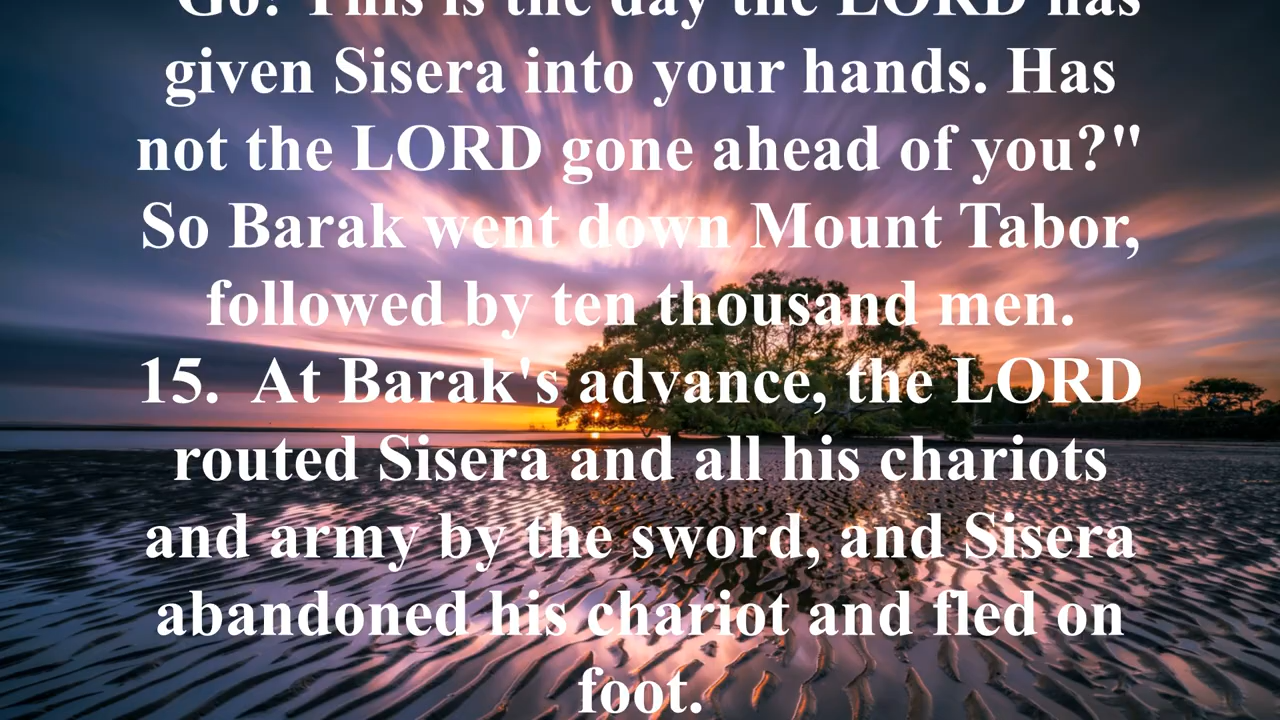 "Go! This is the day the LORD has
given Sisera into your hands. Has
not the LORD gone ahead of you?"
So Barak went down Mount Tabor,
followed by ten thousand men.
15. At Barak's advance, the LORD
routed Sisera and all his chariots
and army by the sword, and Sisera
abandoned his chariot and fled on
foot.